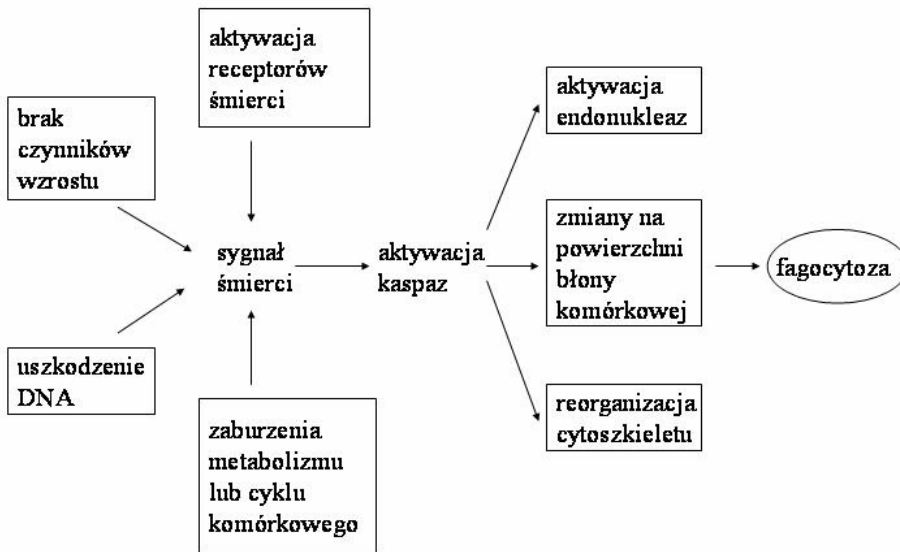 aktywacja
receptorów
śmierci
brak
czynników
wzrostu
uszkodzenie
DNA
zaburzenia
metabolizmu
lub cyklu
komórkowego
sygnał
śmierci
aktywacja
kaspaz
aktywacja
endonukleaz
zmiany na
powierzchni
błony
komórkowej
reorganizacja
cytoszkieletu
fagocytoza